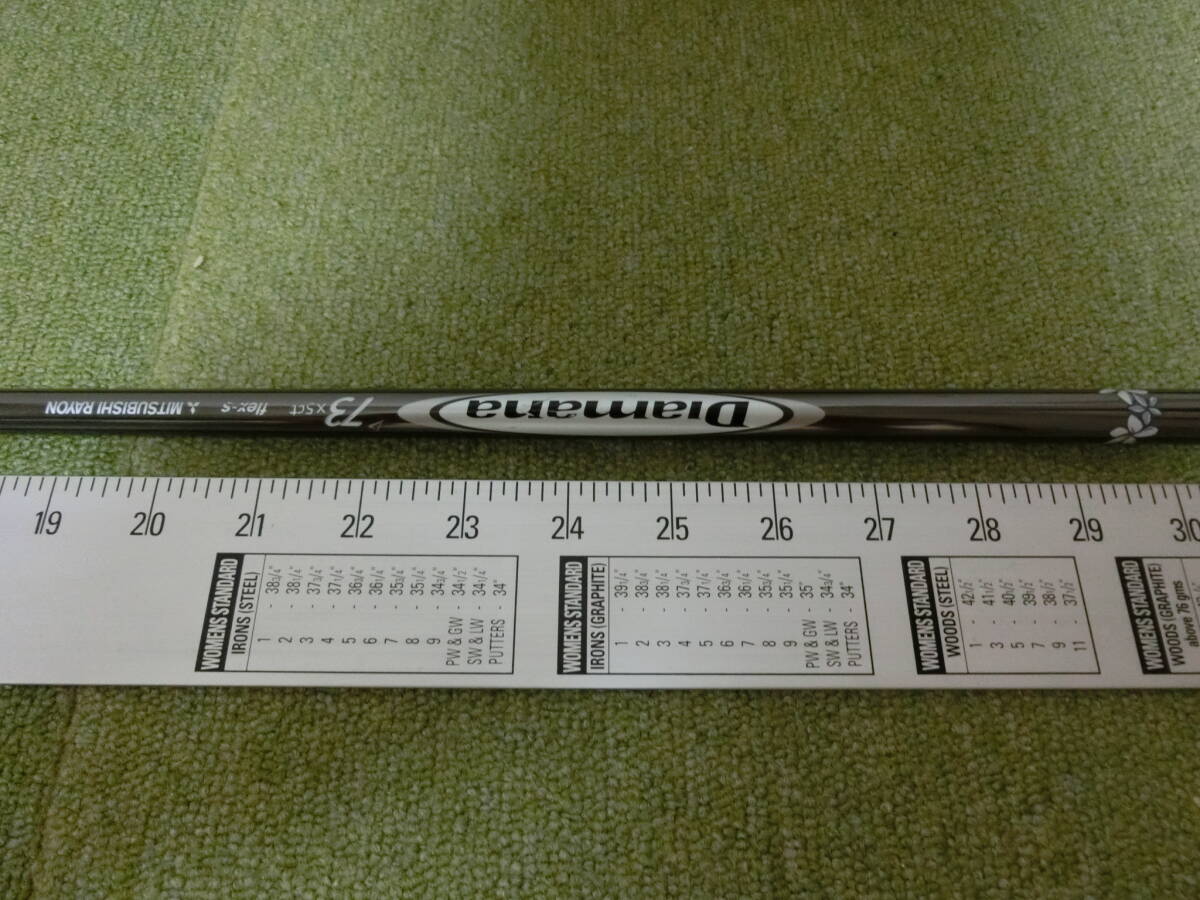 Diamana
73 x5ct flex-s MITSUBISHI RAYON
19 20 21 22 23 24 25 26 27 28 29 30
WOMENS STANDARD
IRONS (STEEL)
1 - 38 3/4"
2 - 38 1/4"
3 - 37 3/4"
4 - 37 1/4"
5 - 36 3/4"
6 - 36 1/4"
7 - 35 3/4"
8 - 35 1/4"
9 - 34 3/4"
PW & GW - 34 1/2"
SW & LW - 34 1/4"
PUTTERS - 34"
WOMENS STANDARD
IRONS (GRAPHITE)
1 - 39 1/4"
2 - 38 3/4"
3 - 38 1/4"
4 - 37 3/4"
5 - 37 1/4"
6 - 36 3/4"
7 - 36 1/4"
8 - 35 3/4"
9 - 35 1/4"
PW & GW - 35"
SW & LW - 34 3/4"
PUTTERS - 34"
WOMENS STANDARD
WOODS (STEEL)
1 - 42 1/2"
3 - 41 1/2"
5 - 40 1/2"
7 - 39 1/2"
9 - 38 1/2"
11 - 37 1/2"
WOMENS STANDARD
WOODS (GRAPHITE)
above 76 gms